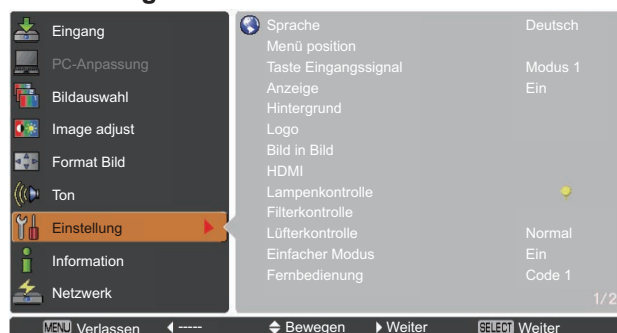 Eingang
PC-Anpassung
Bildauswahl
Image adjust
Format Bild
Ton
Einstellung
Information
Netzwerk
Sprache Deutsch
Menü position
Taste Eingangssignal Modus 1
Anzeige Ein
Hintergrund
Logo
Bild in Bild
HDMI
Lampenkontrolle
Filterkontrolle
Lüfterkontrolle Normal
Einfacher Modus Ein
Fernbedienung Code 1
1/2
MENU Verlassen ----- Bewegen Weiter SELECT Weiter